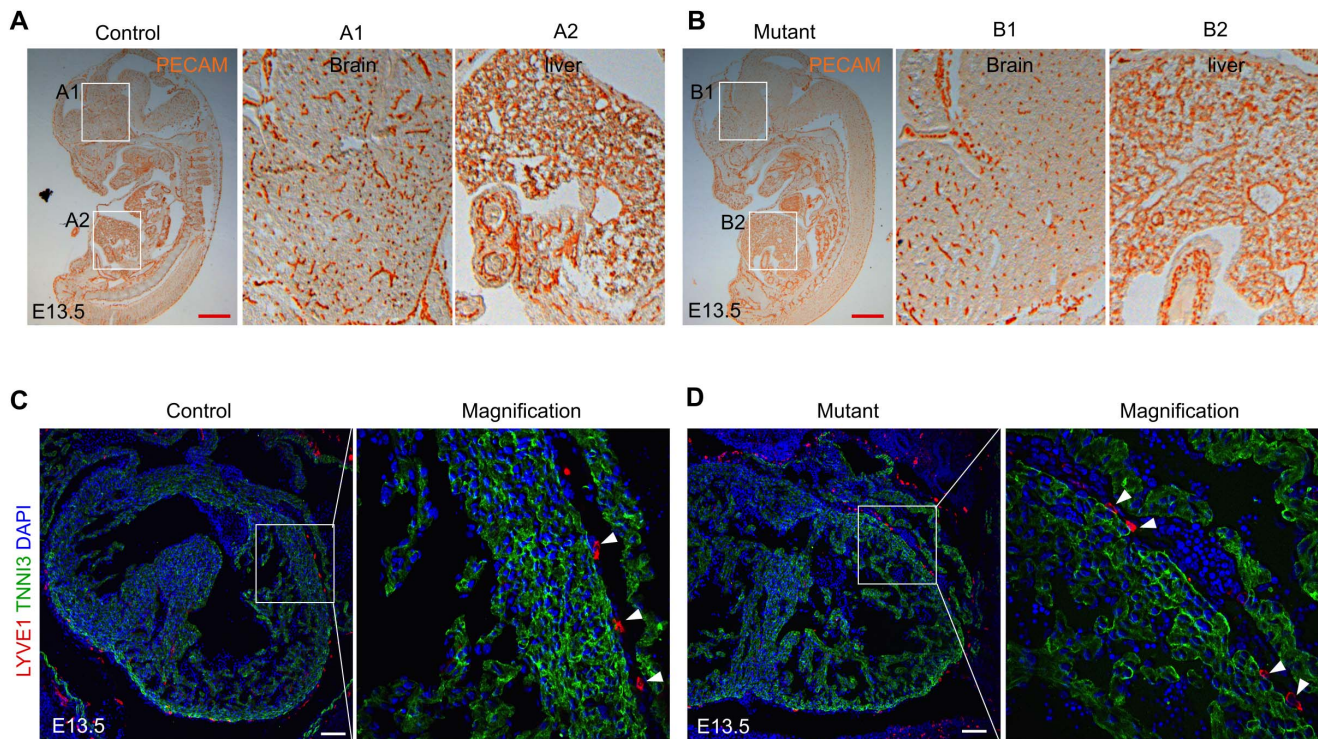 A
Control
A1
A2
PECAM
Brain
liver
A1
A2
E13.5
B
Mutant
B1
B2
PECAM
Brain
liver
B1
B2
E13.5
C
Control
Magnification
LYVE1 TNNI3 DAPI
E13.5
D
Mutant
Magnification
E13.5